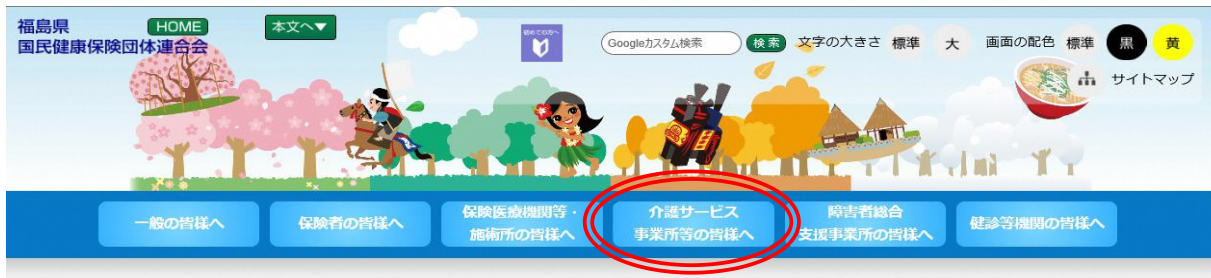 福島県
国民健康保険団体連合会
HOME
本文へ▼
初めての方へ
Googleカスタム検索
検索
文字の大きさ 標準 大
画面の配色 標準 黒 黄
サイトマップ
一般の皆様へ
保険者の皆様へ
保険医療機関等・
施術所の皆様へ
介護サービス
事業所等の皆様へ
障害者総合
支援事業所の皆様へ
健診等機関の皆様へ